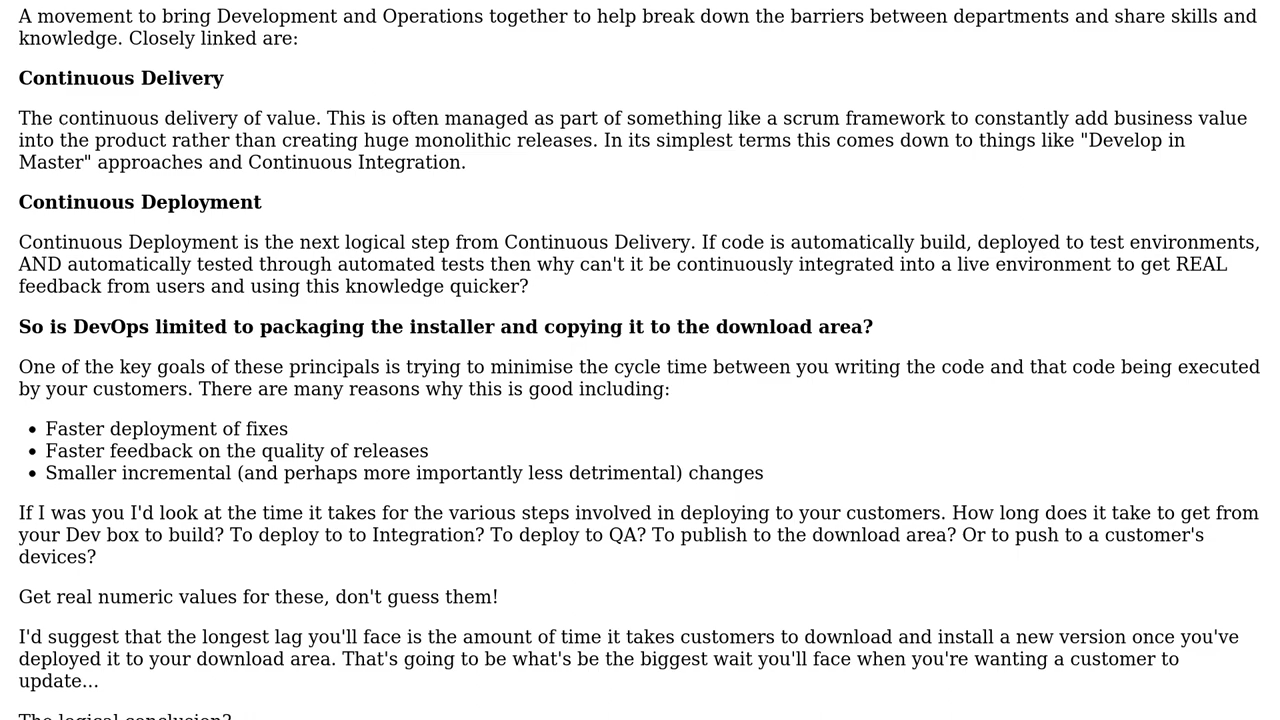 A movement to bring Development and Operations together to help break down the barriers between departments and share skills and
knowledge. Closely linked are:
Continuous Delivery
The continuous delivery of value. This is often managed as part of something like a scrum framework to constantly add business value
into the product rather than creating huge monolithic releases. In its simplest terms this comes down to things like "Develop in
Master" approaches and Continuous Integration.
Continuous Deployment
Continuous Deployment is the next logical step from Continuous Delivery. If code is automatically build, deployed to test environments,
AND automatically tested through automated tests then why can't it be continuously integrated into a live environment to get REAL
feedback from users and using this knowledge quicker?
So is DevOps limited to packaging the installer and copying it to the download area?
One of the key goals of these principals is trying to minimise the cycle time between you writing the code and that code being executed
by your customers. There are many reasons why this is good including:
• Faster deployment of fixes
• Faster feedback on the quality of releases
• Smaller incremental (and perhaps more importantly less detrimental) changes
If I was you I'd look at the time it takes for the various steps involved in deploying to your customers. How long does it take to get from
your Dev box to build? To deploy to to Integration? To deploy to QA? To publish to the download area? Or to push to a customer's
devices?
Get real numeric values for these, don't guess them!
I'd suggest that the longest lag you'll face is the amount of time it takes customers to download and install a new version once you've
deployed it to your download area. That's going to be what's be the biggest wait you'll face when you're wanting a customer to
update...
The logical conclusion?